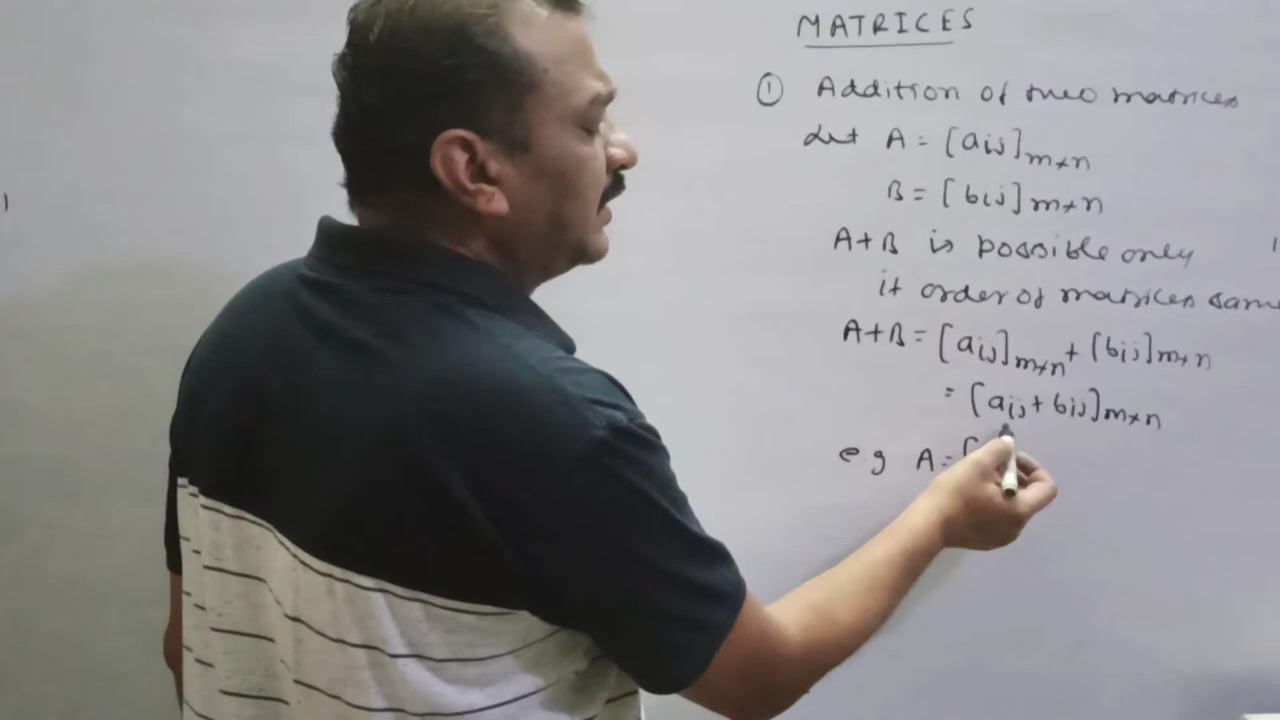 MATRICES
① Addition of two matrices
Let A = [aij]m×n
B = [bij]m×n
A+B is possible only
if order of matrices same
A+B = [aij]m×n + [bij]m×n
= [aij + bij]m×n
e.g A = [